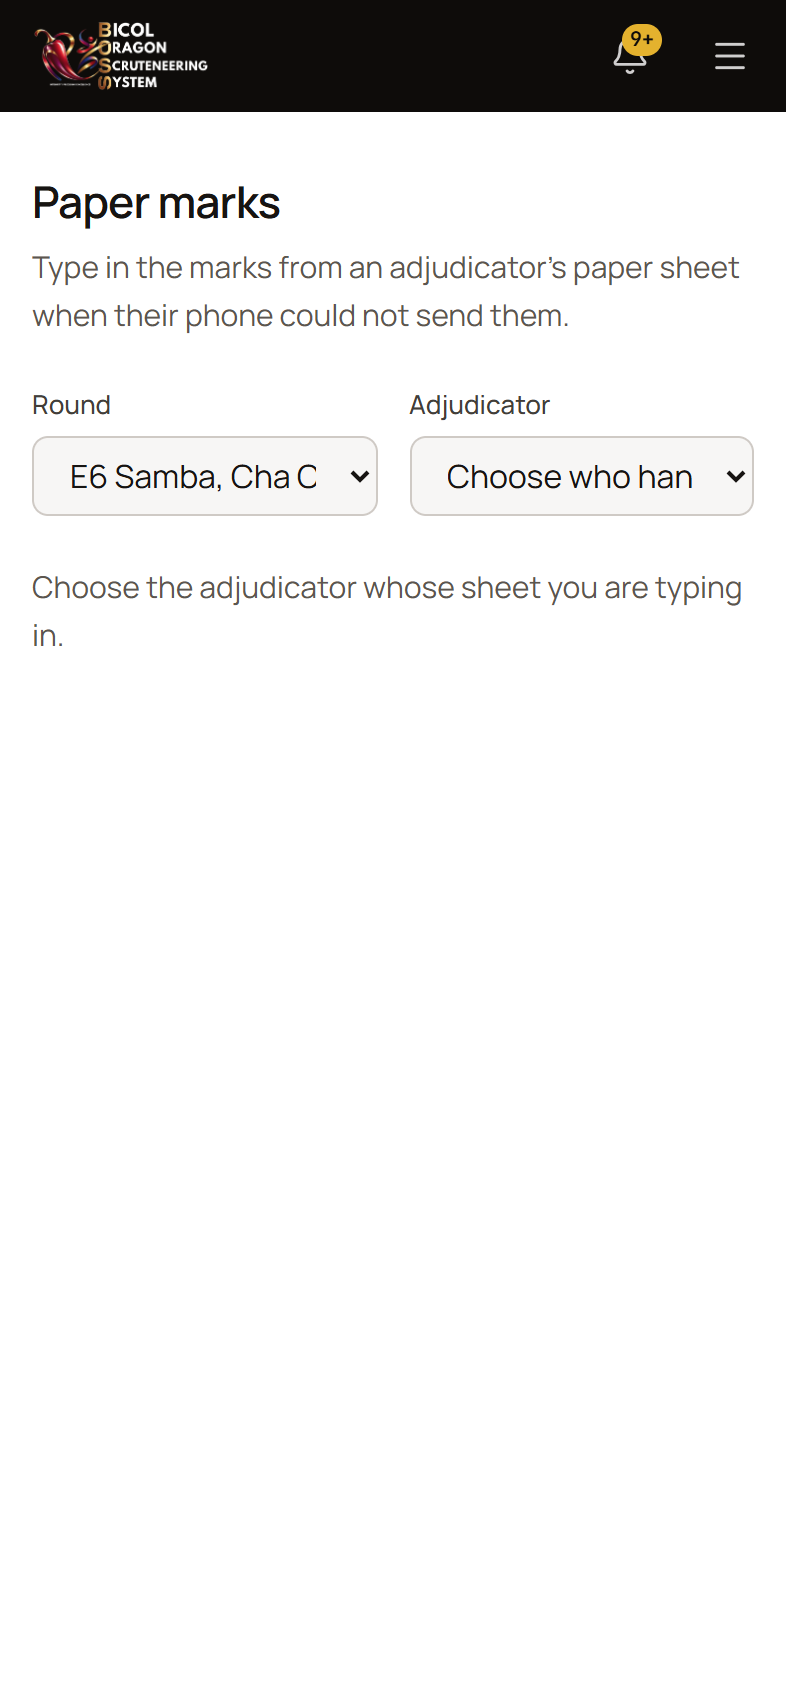 BICOL
DRAGON
SCRUTENEERING
SYSTEM
9+
Paper marks
Type in the marks from an adjudicator's paper sheet
when their phone could not send them.
Round
Adjudicator
E6 Samba, Cha C
Choose who han
Choose the adjudicator whose sheet you are typing
in.